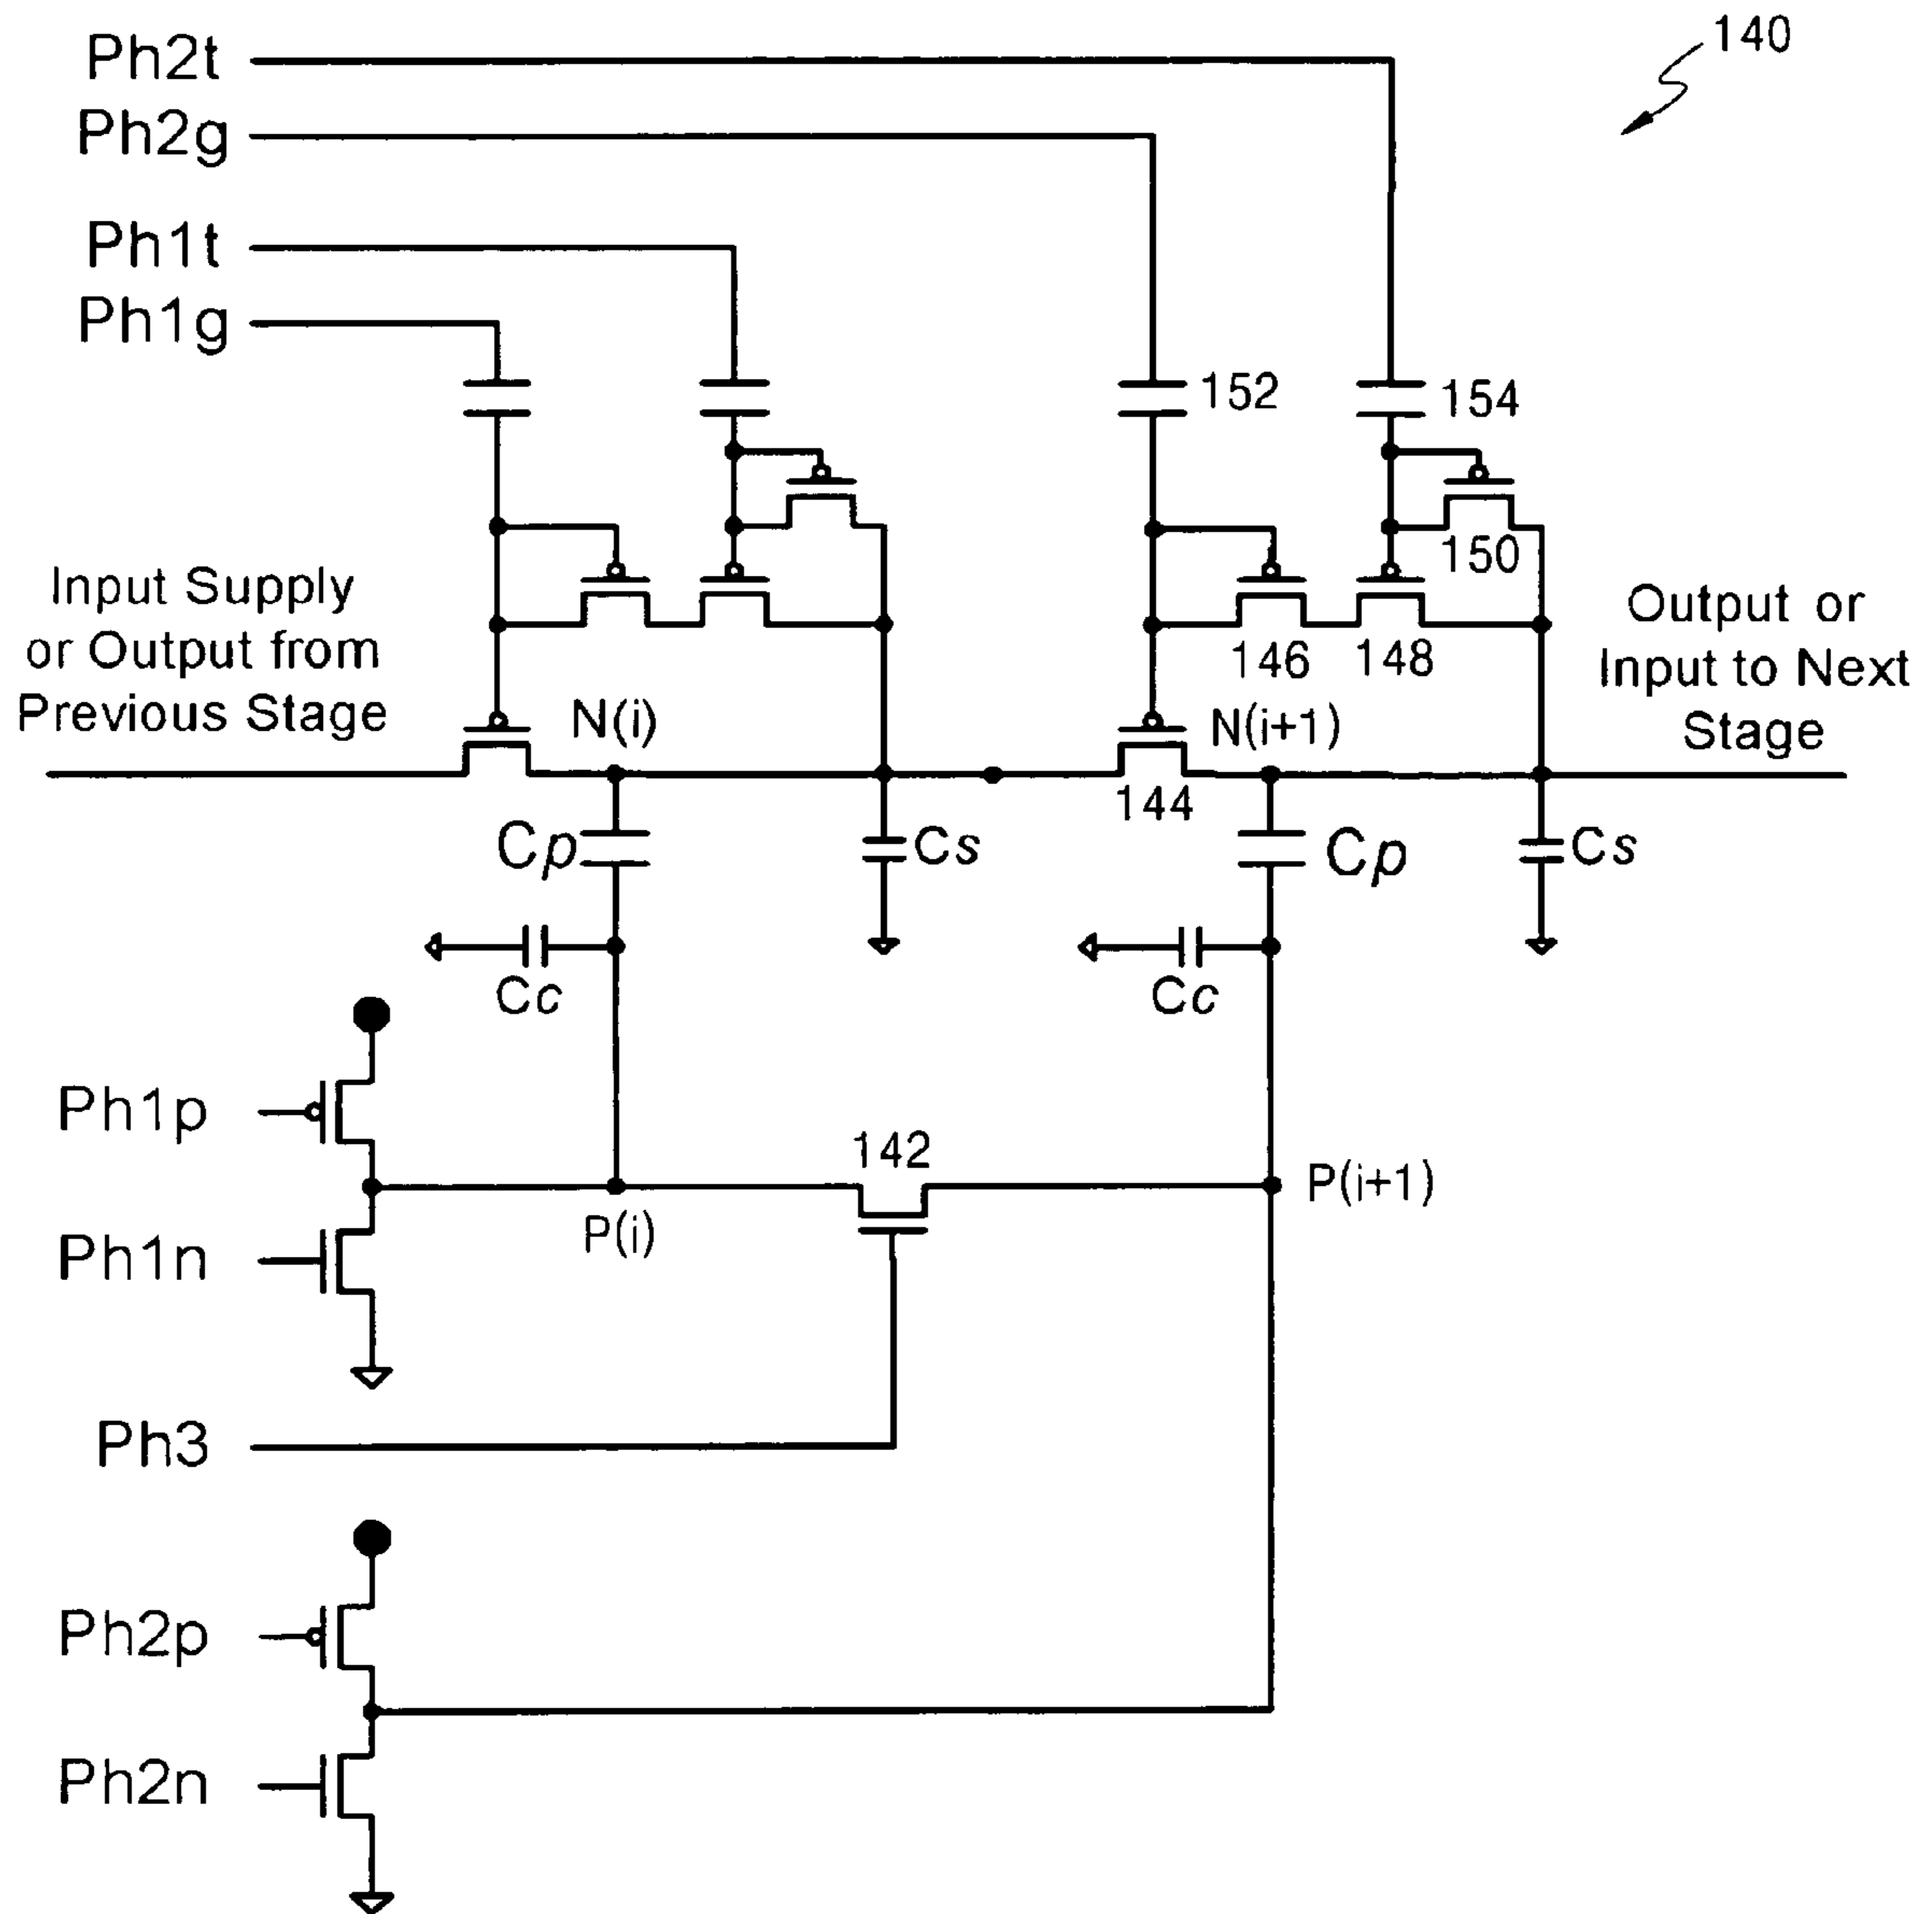 140
Ph2t
Ph2g
Ph1t
Ph1g
152
154
150
Input Supply
or Output from
Previous Stage
146
148
Output or
Input to Next
Stage
N(i)
N(i+1)
144
Cp
Cs
Cp
Cs
Cc
Cc
Ph1p
142
P(i)
P(i+1)
Ph1n
Ph3
Ph2p
Ph2n